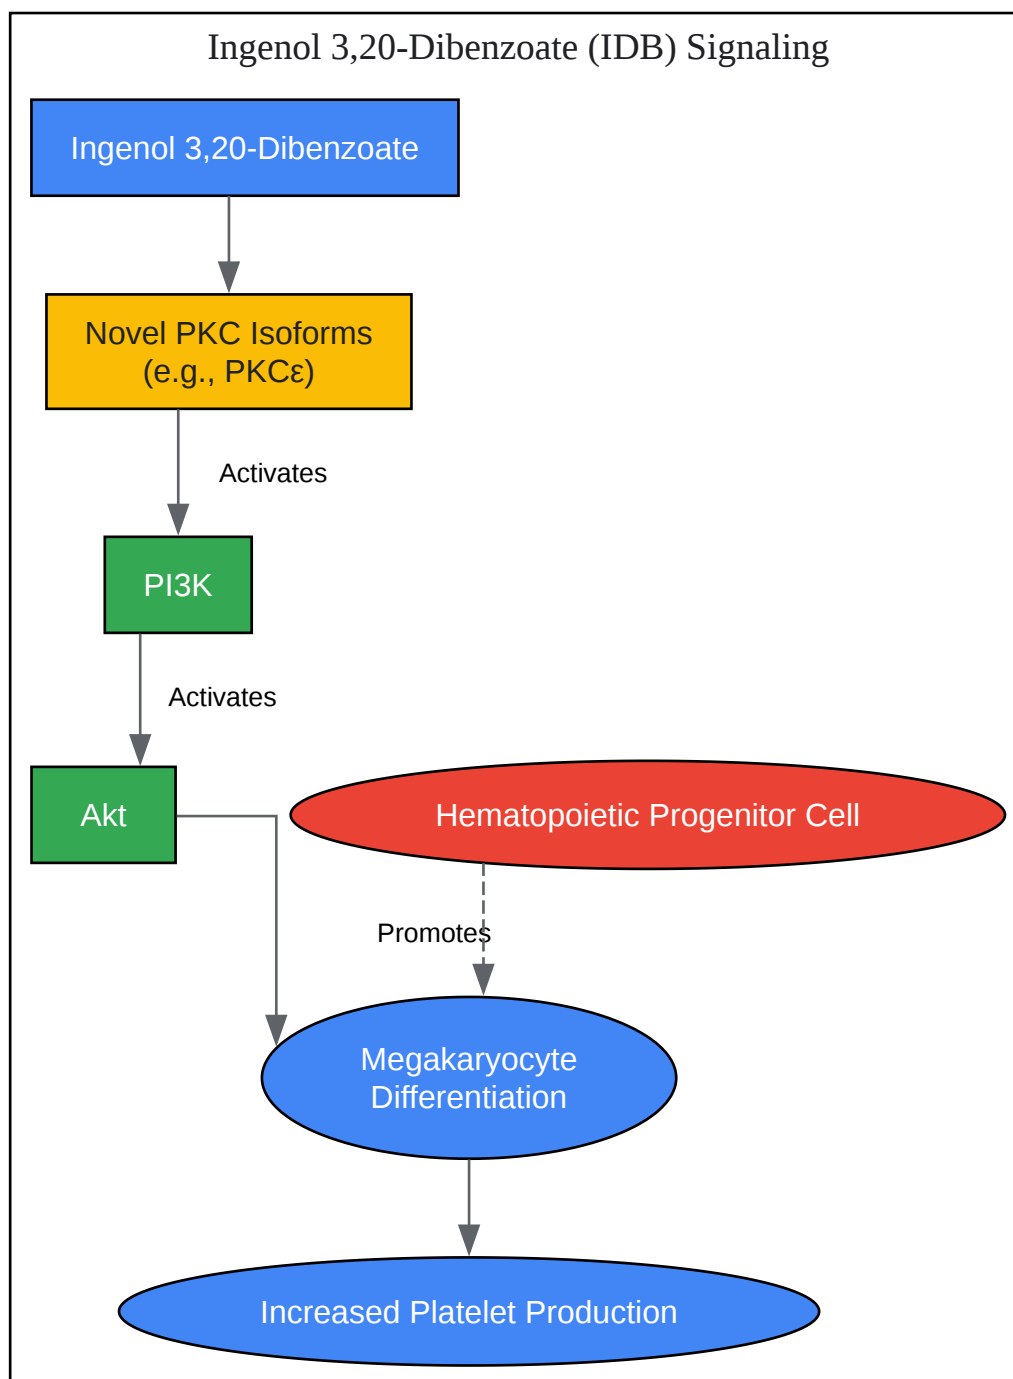 Ingenol 3,20-Dibenzoate (IDB) Signaling
Ingenol 3,20-Dibenzoate
Novel PKC Isoforms
(e.g., PKCε)
Activates
PI3K
Activates
Akt
Hematopoietic Progenitor Cell
Promotes
Megakaryocyte
Differentiation
Increased Platelet Production